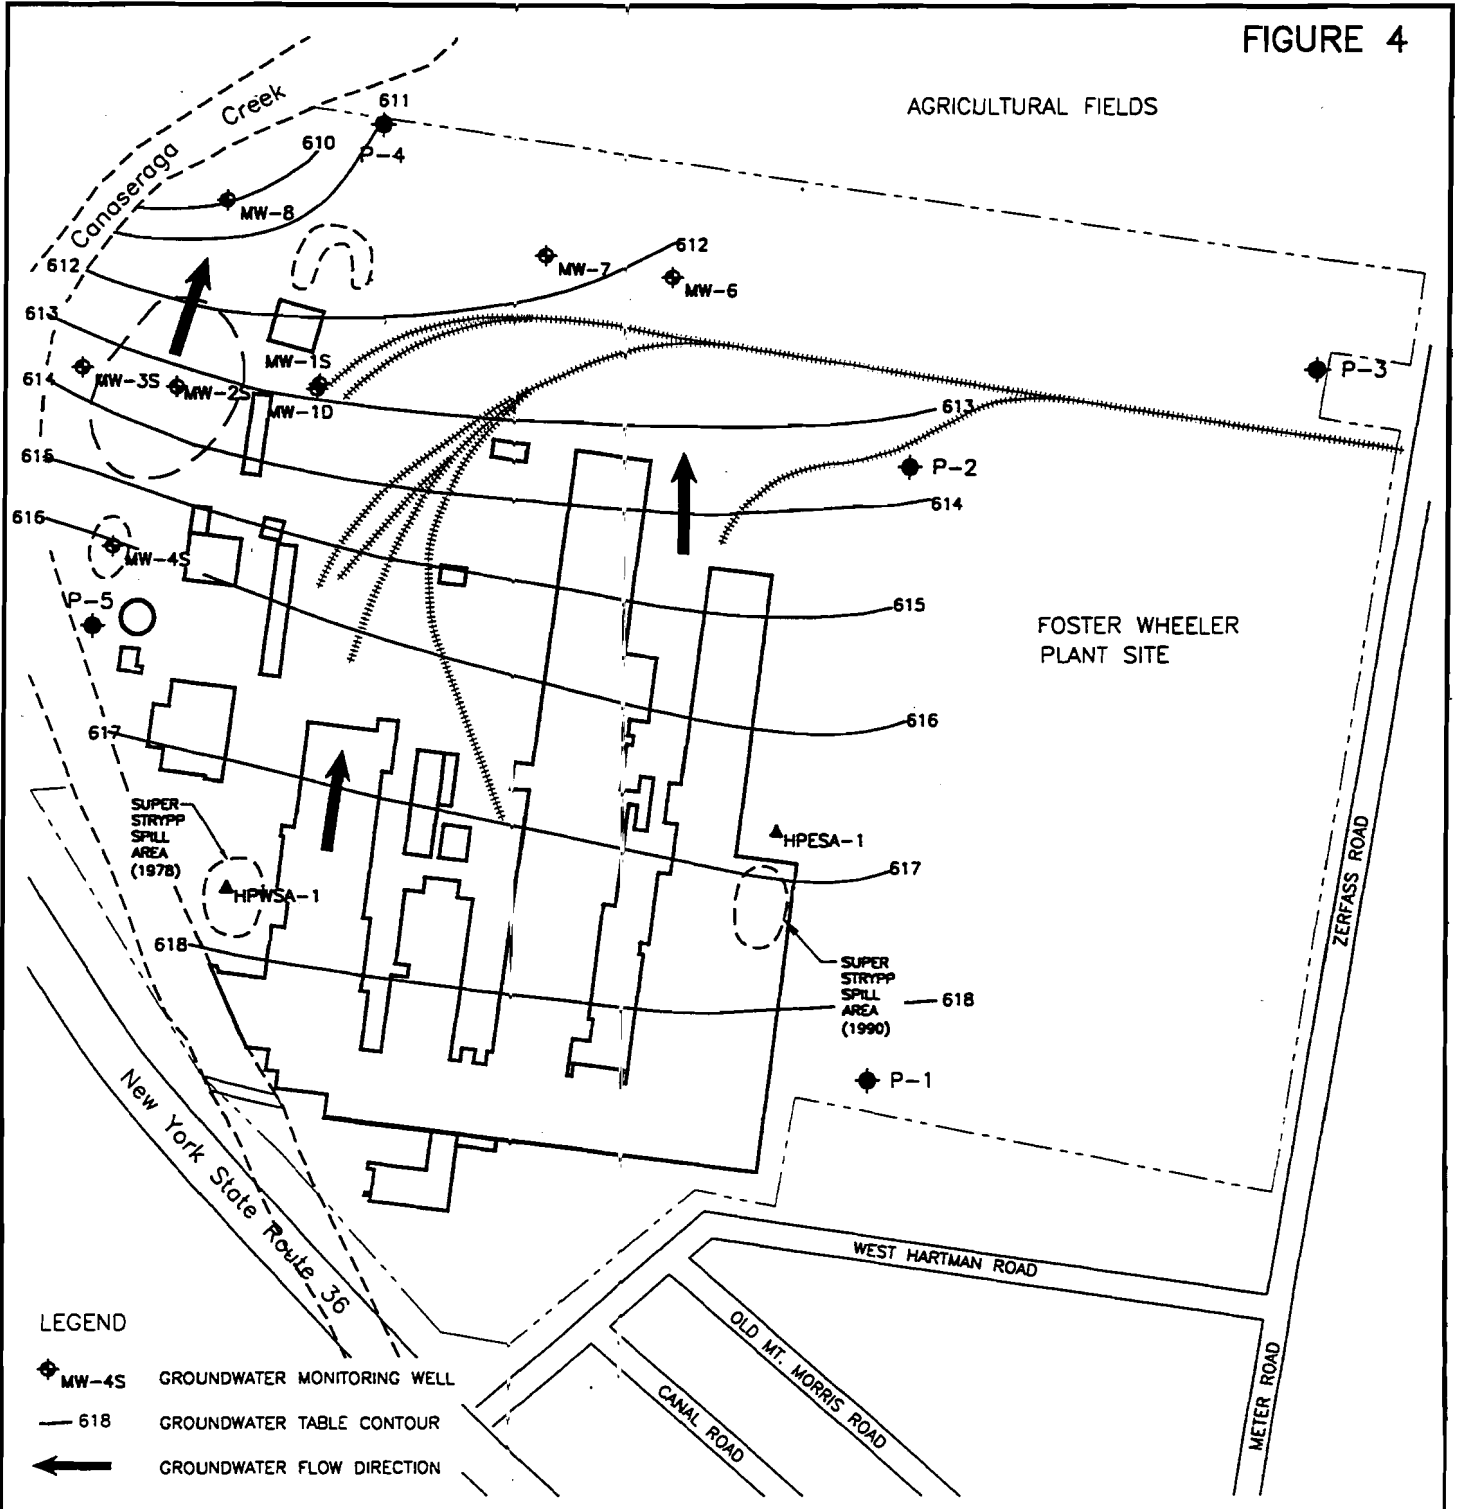 FIGURE 4
AGRICULTURAL FIELDS
Canaseraga Creek
611
610
P-4
MW-8
612
612
MW-7
MW-6
613
MW-1S
P-3
614
MW-3S
MW-2S
MW-1D
613
615
P-2
614
616
MW-4S
P-5
615
FOSTER WHEELER
PLANT SITE
616
617
SUPER
STRYPP
SPILL
AREA
(1978)
HPWSA-1
HPESA-1
617
ZERFASS ROAD
618
SUPER
STRYPP
SPILL
AREA
(1990)
618
P-1
New York State Route 36
WEST HARTMAN ROAD
OLD MT. MORRIS ROAD
CANAL ROAD
METER ROAD
LEGEND
MW-4S GROUNDWATER MONITORING WELL
618 GROUNDWATER TABLE CONTOUR
GROUNDWATER FLOW DIRECTION